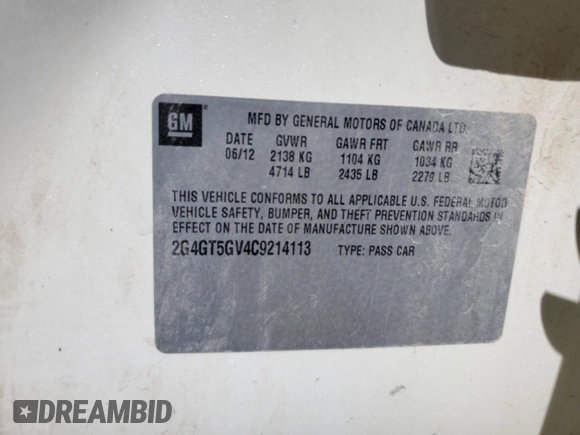 GM
MFD BY GENERAL MOTORS OF CANADA LTD.
DATE GVWR GAWR FRT GAWR RR
06/12 2138 KG 1104 KG 1034 KG
4714 LB 2435 LB 2279 LB
THIS VEHICLE CONFORMS TO ALL APPLICABLE U.S. FEDERAL MOTOR
VEHICLE SAFETY, BUMPER, AND THEFT PREVENTION STANDARDS IN
EFFECT ON THE DATE OF MANUFACTURE SHOWN ABOVE.
2G4GT5GV4C9214113 TYPE: PASS CAR
DREAMBID